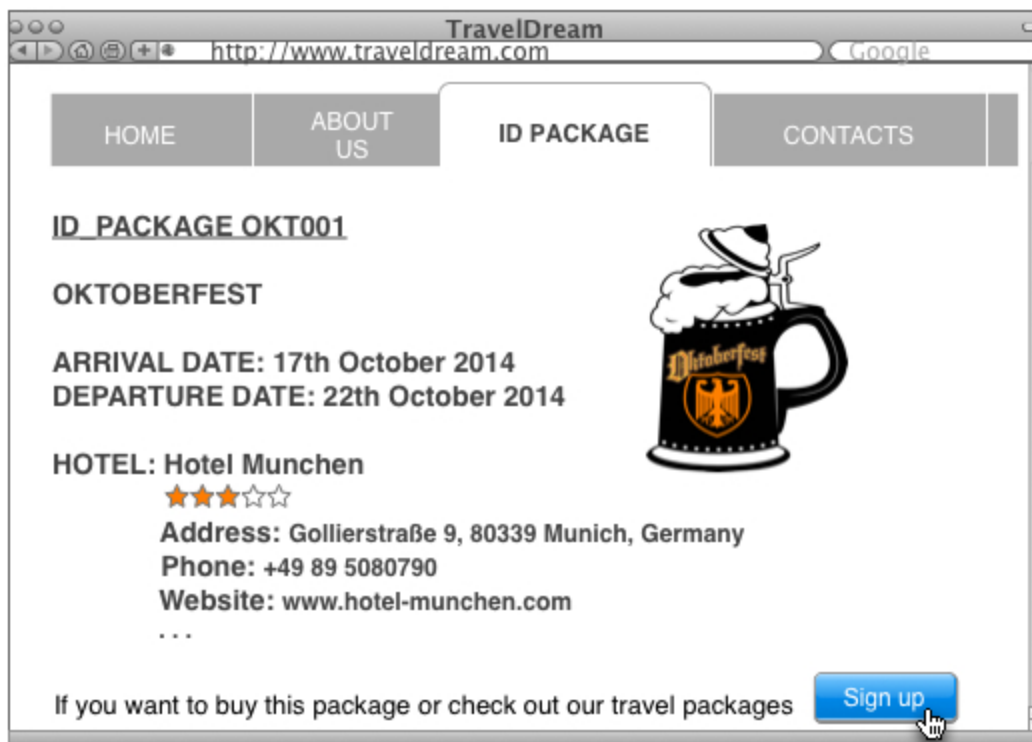 TravelDream
http://www.traveldream.com
Google
HOME
ABOUT
US
ID PACKAGE
CONTACTS
ID_PACKAGE OKT001
OKTOBERFEST
Oktoberfest
ARRIVAL DATE: 17th October 2014
DEPARTURE DATE: 22th October 2014
HOTEL: Hotel Munchen
Address: Gollierstraße 9, 80339 Munich, Germany
Phone: +49 89 5080790
Website: www.hotel-munchen.com
. . .
If you want to buy this package or check out our travel packages
Sign up